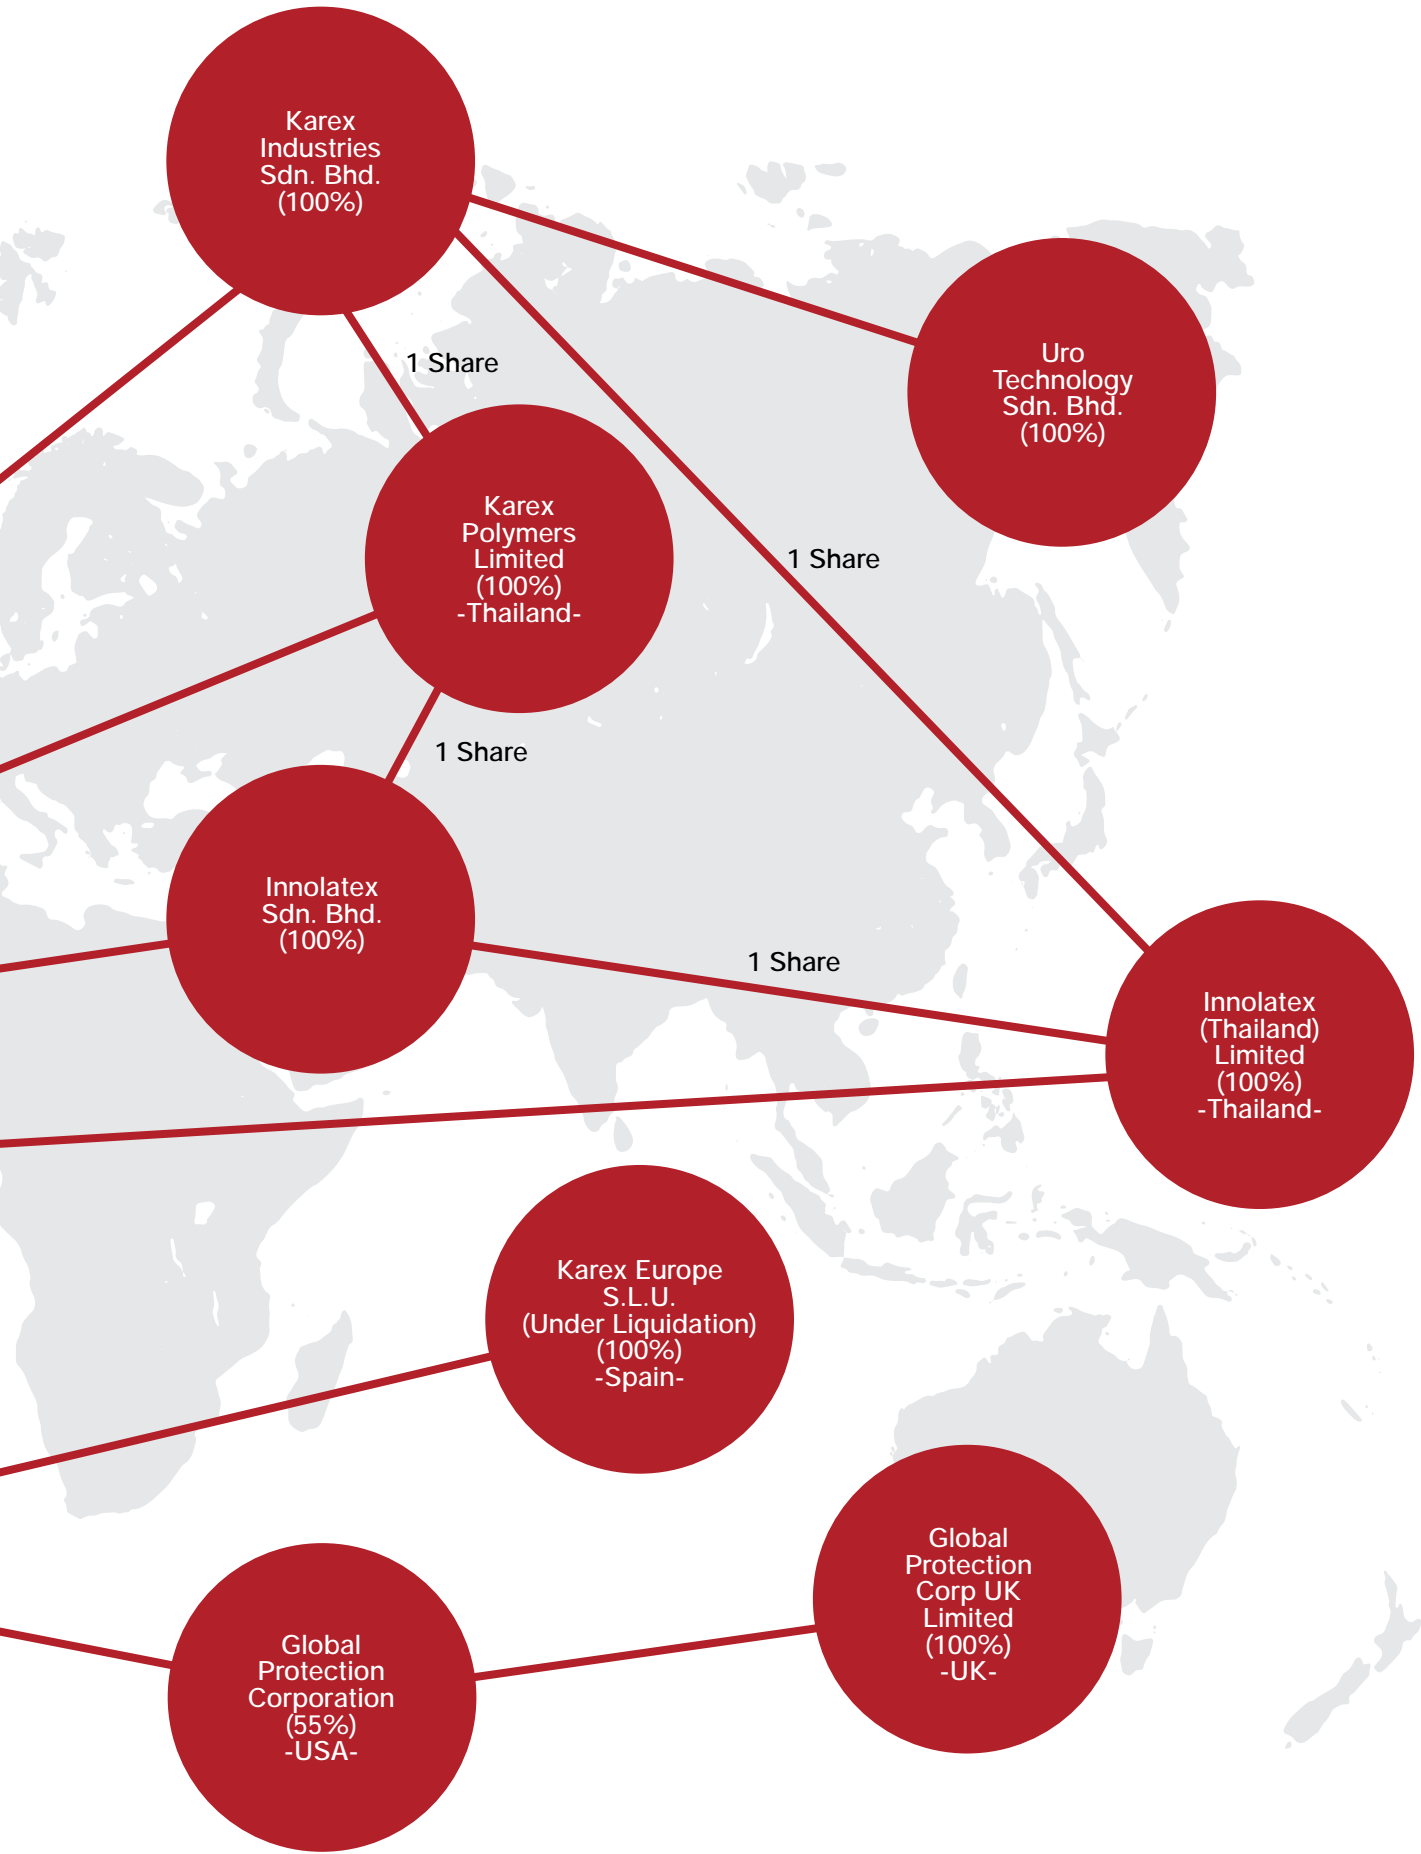 Karex
Industries
Sdn. Bhd.
(100%)
1 Share
Uro
Technology
Sdn. Bhd.
(100%)
Karex
Polymers
Limited
(100%)
-Thailand-
1 Share
1 Share
Innolatex
Sdn. Bhd.
(100%)
1 Share
Innolatex
(Thailand)
Limited
(100%)
-Thailand-
Karex Europe
S.L.U.
(Under Liquidation)
(100%)
-Spain-
Global
Protection
Corp UK
Limited
(100%)
-UK-
Global
Protection
Corporation
(55%)
-USA-